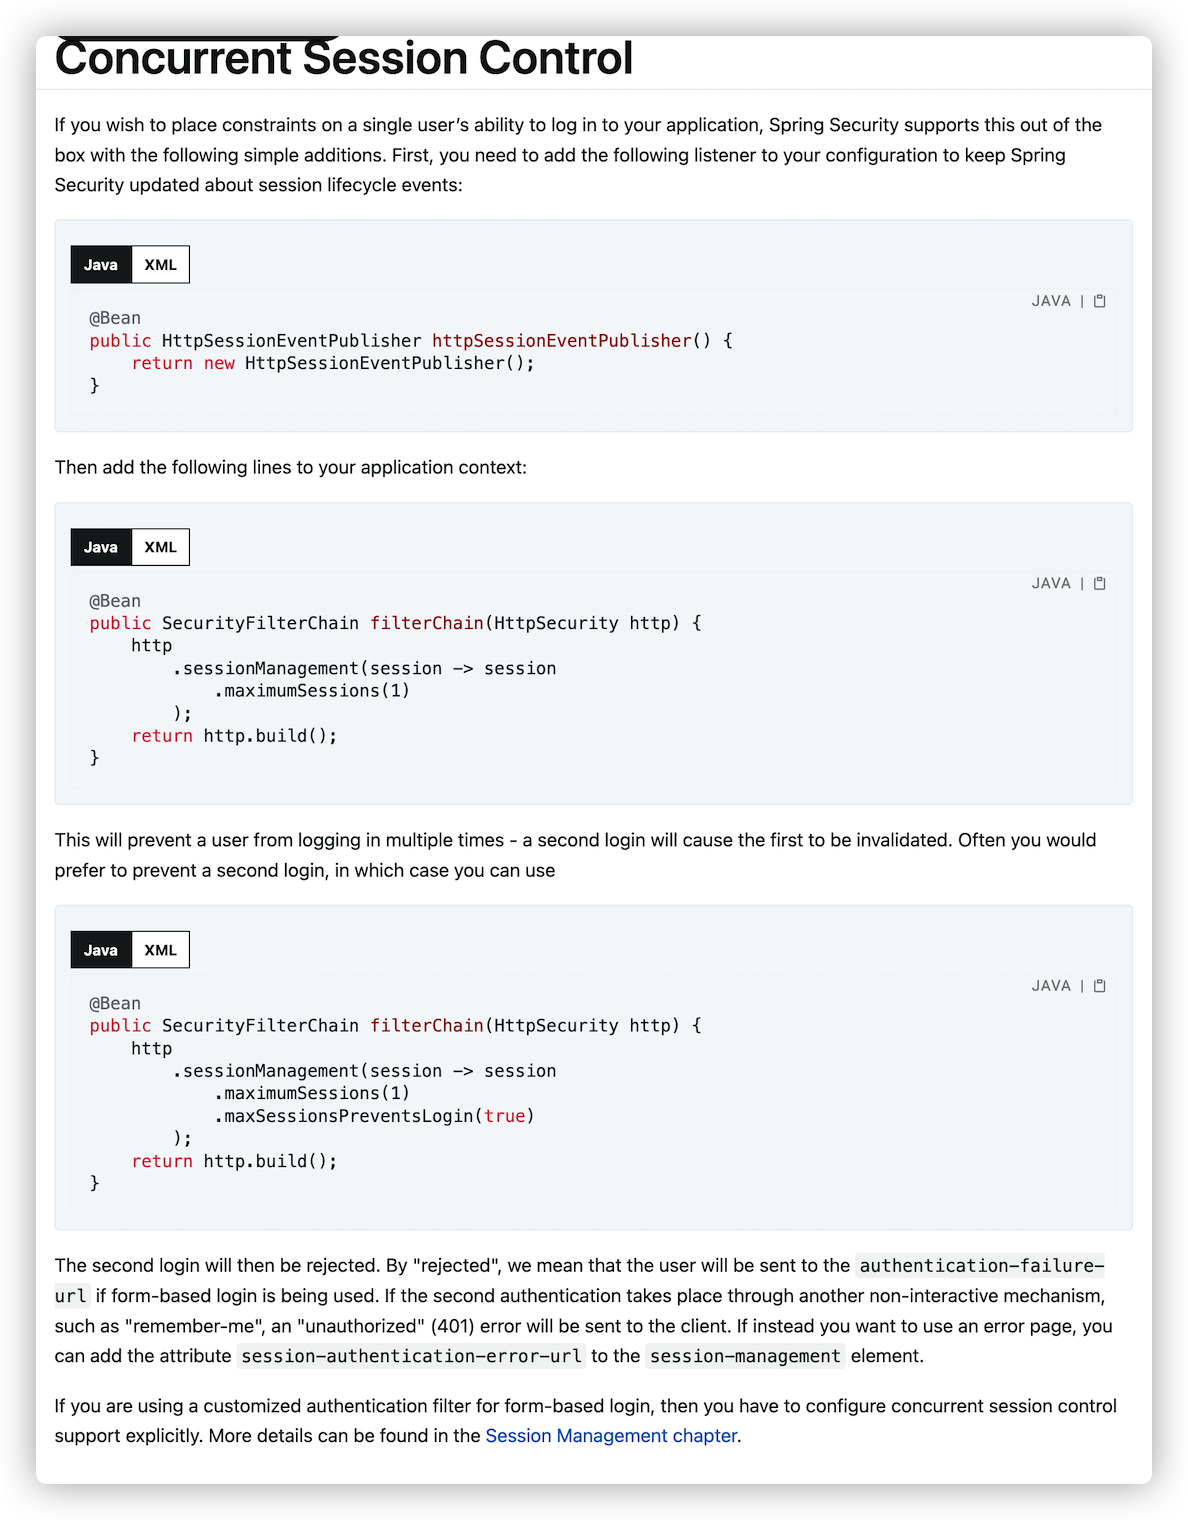 Concurrent Session Control
If you wish to place constraints on a single user’s ability to log in to your application, Spring Security supports this out of the
box with the following simple additions. First, you need to add the following listener to your configuration to keep Spring
Security updated about session lifecycle events:
Java XML
JAVA |
@Bean
public HttpSessionEventPublisher httpSessionEventPublisher() {
    return new HttpSessionEventPublisher();
}
Then add the following lines to your application context:
Java XML
JAVA |
@Bean
public SecurityFilterChain filterChain(HttpSecurity http) {
    http
        .sessionManagement(session -> session
            .maximumSessions(1)
        );
    return http.build();
}
This will prevent a user from logging in multiple times - a second login will cause the first to be invalidated. Often you would
prefer to prevent a second login, in which case you can use
Java XML
JAVA |
@Bean
public SecurityFilterChain filterChain(HttpSecurity http) {
    http
        .sessionManagement(session -> session
            .maximumSessions(1)
            .maxSessionsPreventsLogin(true)
        );
    return http.build();
}
The second login will then be rejected. By "rejected", we mean that the user will be sent to the authentication-failure-
url if form-based login is being used. If the second authentication takes place through another non-interactive mechanism,
such as "remember-me", an "unauthorized" (401) error will be sent to the client. If instead you want to use an error page, you
can add the attribute session-authentication-error-url to the session-management element.
If you are using a customized authentication filter for form-based login, then you have to configure concurrent session control
support explicitly. More details can be found in the Session Management chapter.